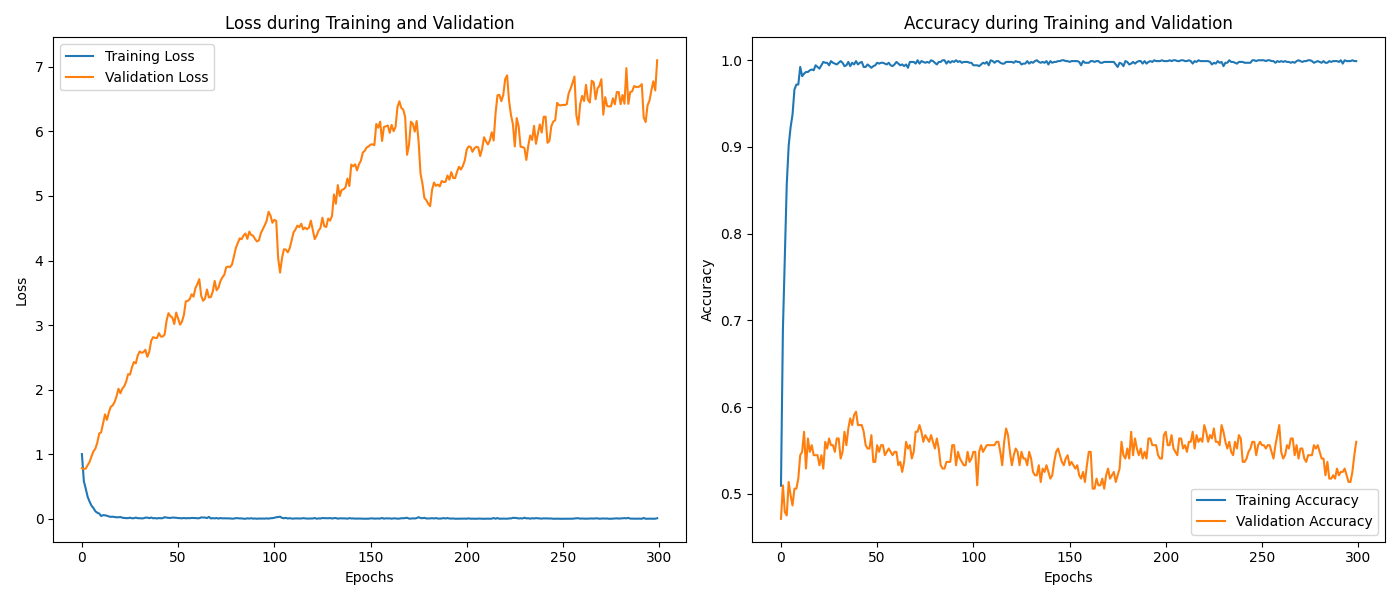 Loss during Training and Validation
Training Loss
Validation Loss
7
6
5
4
3
2
1
0
Loss
0 50 100 150 200 250 300
Epochs
Accuracy during Training and Validation
1.0
0.9
0.8
0.7
0.6
0.5
Accuracy
Training Accuracy
Validation Accuracy
0 50 100 150 200 250 300
Epochs